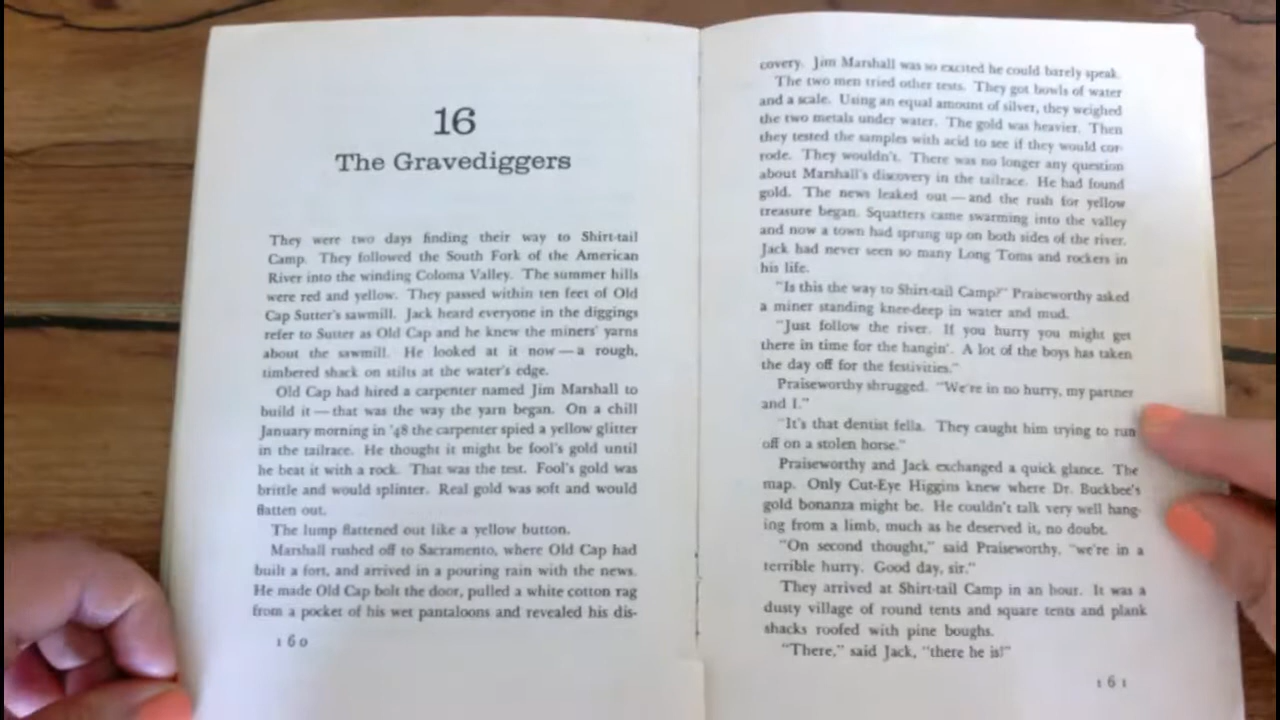 16
The Gravediggers
They were two days finding their way to Shirt-tail
Camp. They followed the South Fork of the American
River into the winding Coloma Valley. The summer hills
were red and yellow. They passed within ten feet of Old
Cap Sutter's sawmill. Jack heard everyone in the diggings
refer to Sutter as Old Cap and he knew the miners' yarns
about the sawmill. He looked at it now—a rough,
timbered shack on stilts at the water's edge.
Old Cap had hired a carpenter named Jim Marshall to
build it—that was the way the yarn began. On a chill
January morning in '48 the carpenter spied a yellow glitter
in the tailrace. He thought it might be fool's gold until
he beat it with a rock. That was the test. Fool's gold was
brittle and would splinter. Real gold was soft and would
flatten out.
The lump flattened out like a yellow button.
Marshall rushed off to Sacramento, where Old Cap had
built a fort, and arrived in a pouring rain with the news.
He made Old Cap bolt the door, pulled a white cotton rag
from a pocket of his wet pantaloons and revealed his dis-
160
covery. Jim Marshall was so excited he could barely speak.
The two men tried other tests. They got bowls of water
and a scale. Using an equal amount of silver, they weighed
the two metals under water. The gold was heavier. Then
they tested the samples with acid to see if they would cor-
rode. They wouldn't. There was no longer any question
about Marshall's discovery in the tailrace. He had found
gold. The news leaked out—and the rush for yellow
treasure began. Squatters came swarming into the valley
and now a town had sprung up on both sides of the river.
Jack had never seen so many Long Toms and rockers in
his life.
"Is this the way to Shirt-tail Camp?" Praiseworthy asked
a miner standing knee-deep in water and mud.
"Just follow the river. If you hurry you might get
there in time for the hangin'. A lot of the boys has taken
the day off for the festivities."
Praiseworthy shrugged. "We're in no hurry, my partner
and I."
"It's that dentist fella. They caught him trying to run
off on a stolen horse."
Praiseworthy and Jack exchanged a quick glance. The
map. Only Cut-Eye Higgins knew where Dr. Buckbee's
gold bonanza might be. He couldn't talk very well hang-
ing from a limb, much as he deserved it, no doubt.
"On second thought," said Praiseworthy, "we're in a
terrible hurry. Good day, sir."
They arrived at Shirt-tail Camp in an hour. It was a
dusty village of round tents and square tents and plank
shacks roofed with pine boughs.
"There," said Jack, "there he is!"
161